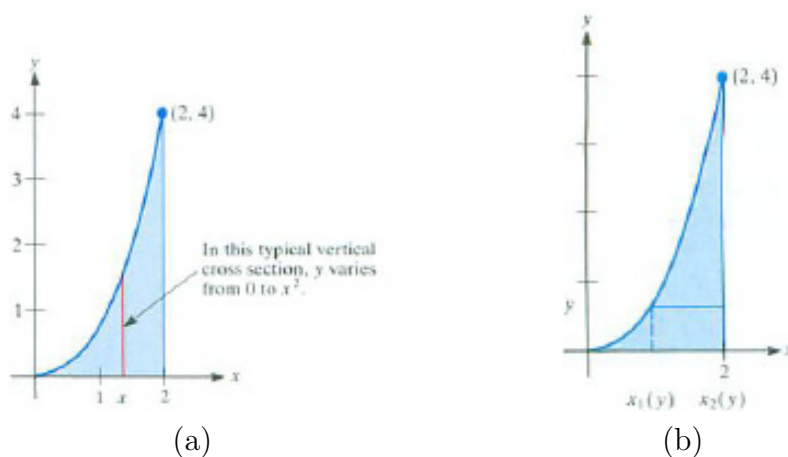 y
4
(2, 4)
3
2
In this typical vertical
cross section, y varies
from 0 to x².
1
x
1 x 2
(a)
y
(2, 4)
y
x
2
x₁(y) x₂(y)
(b)